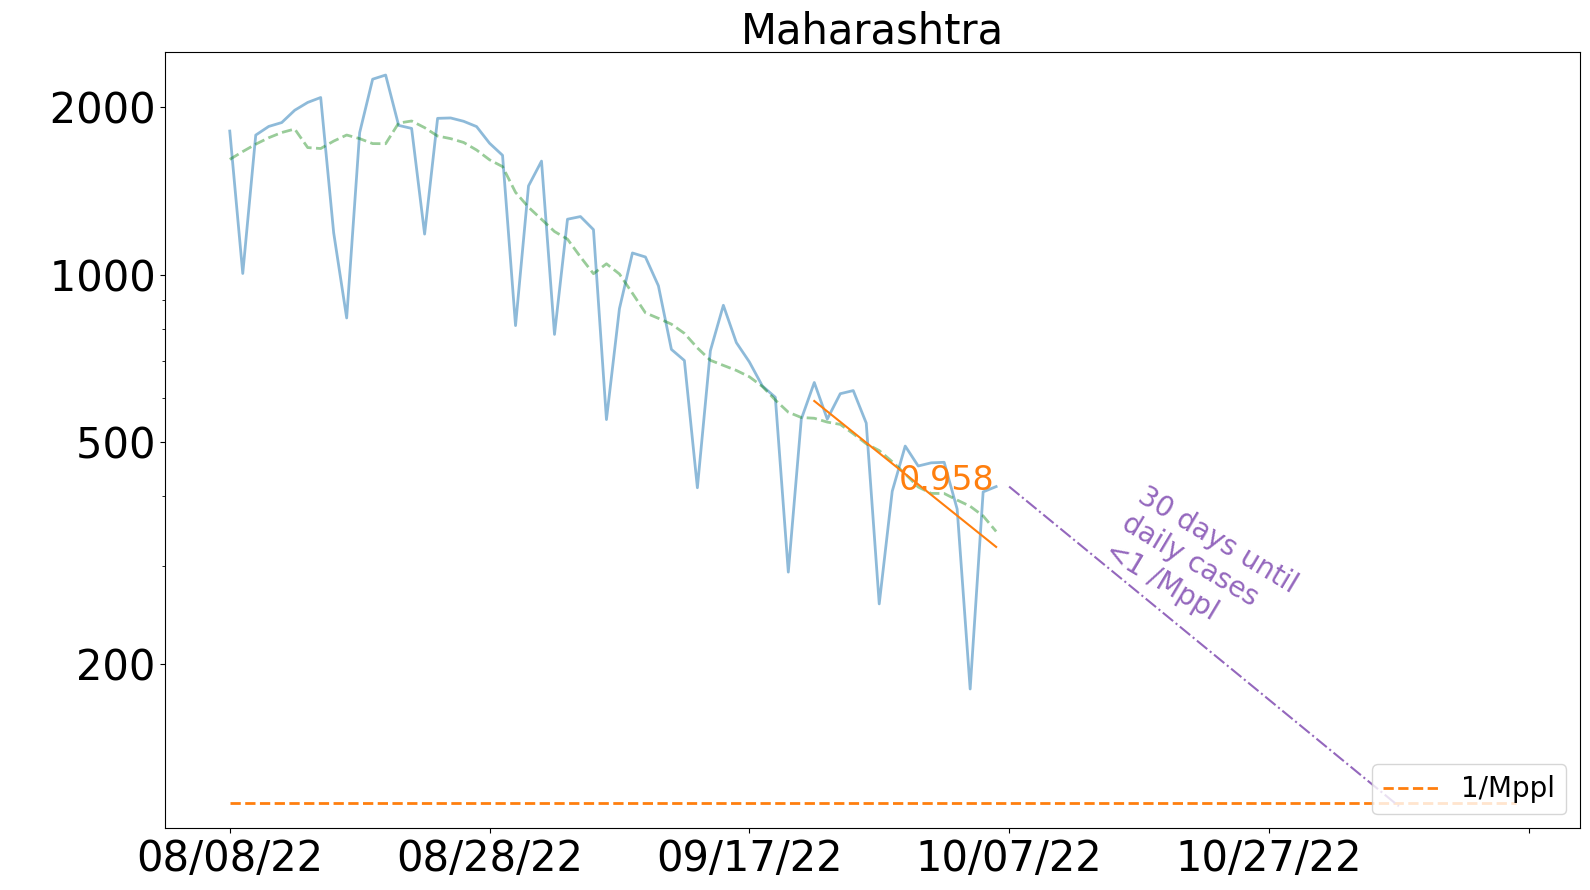 Maharashtra
2000
1000
500
200
0.958
30 days until
daily cases
<1 /Mppl
1/Mppl
08/08/22
08/28/22
09/17/22
10/07/22
10/27/22